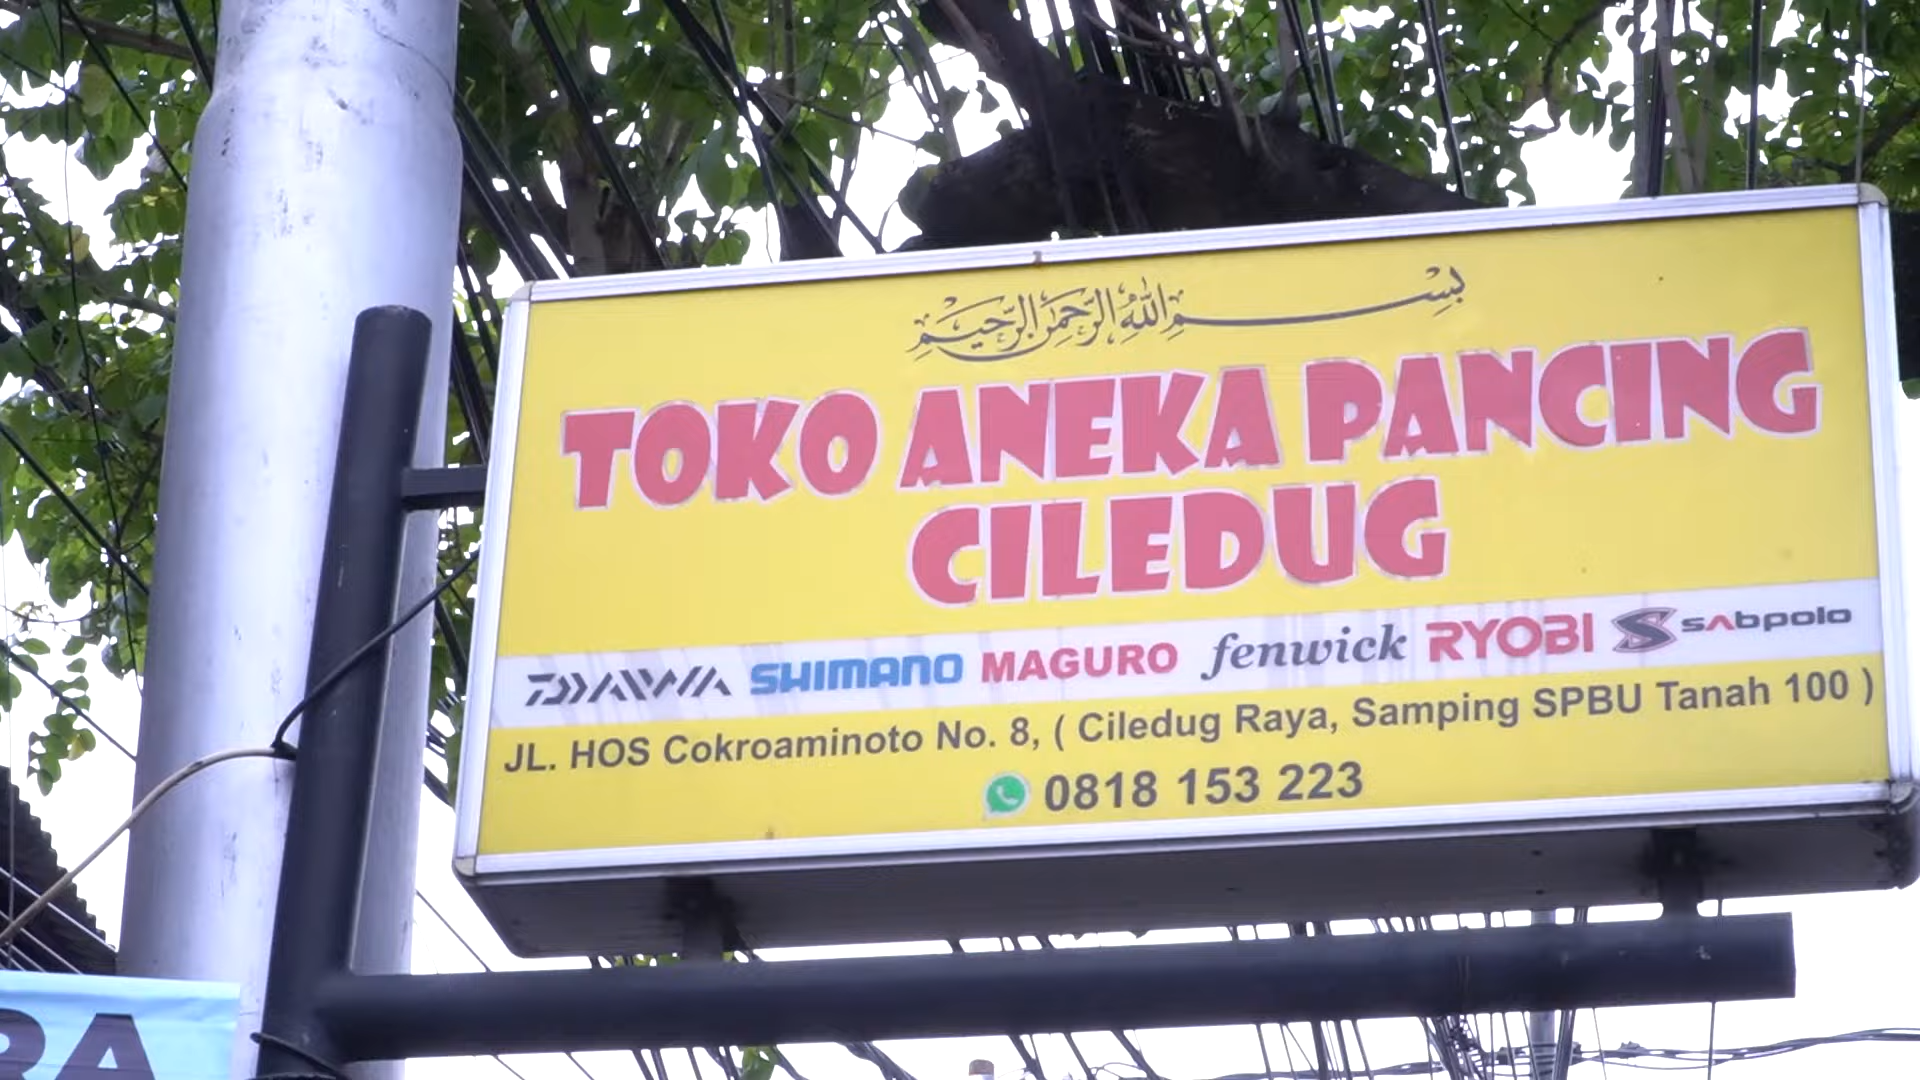 بسم الله الرحمن الرحيم
TOKO ANEKA PANCING
CILEDUG
DAIWA SHIMANO MAGURO fenwick RYOBI S sabpolo
JL. HOS Cokroaminoto No. 8, ( Ciledug Raya, Samping SPBU Tanah 100 )
0818 153 223
RA